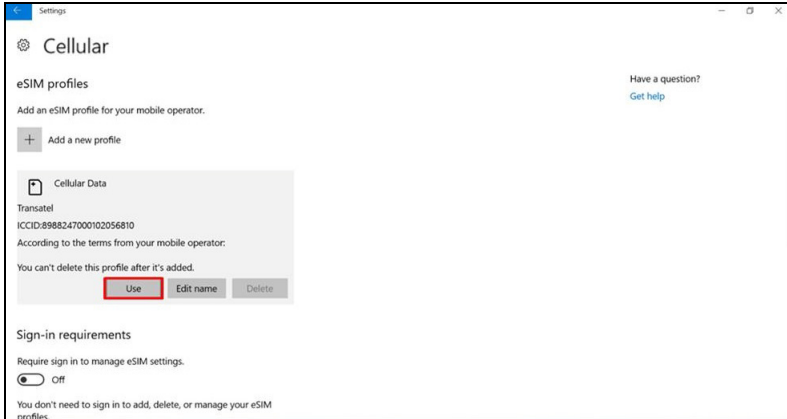 Settings
Cellular
eSIM profiles
Add an eSIM profile for your mobile operator.
Add a new profile
Cellular Data
Transatel
ICCID:8988247000102056810
According to the terms from your mobile operator:
You can't delete this profile after it's added.
Use Edit name Delete
Sign-in requirements
Require sign in to manage eSIM settings.
Off
You don't need to sign in to add, delete, or manage your eSIM
profiles.
Have a question?
Get help